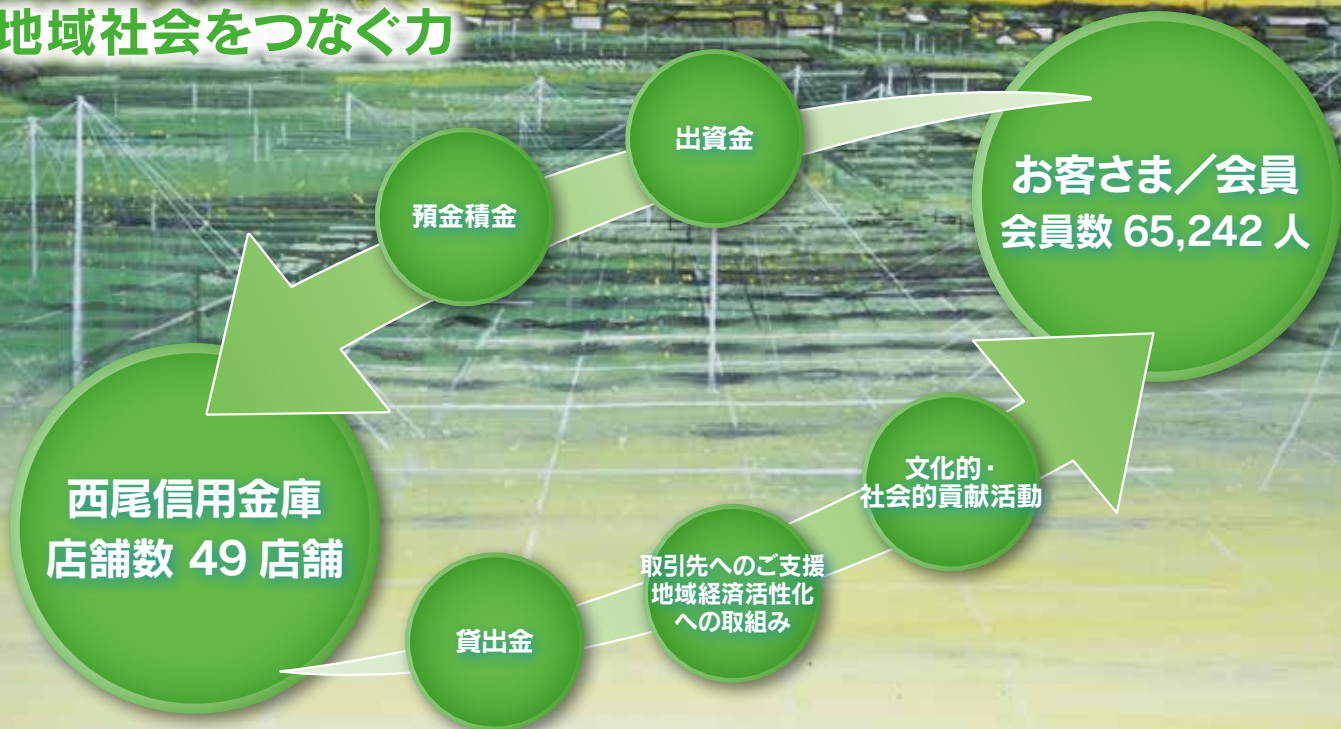 地域社会をつなぐ力
出資金
預金積金
お客さま／会員
会員数 65,242 人
西尾信用金庫
店舗数 49 店舗
文化的・
社会的貢献活動
取引先へのご支援
地域経済活性化
への取組み
貸出金